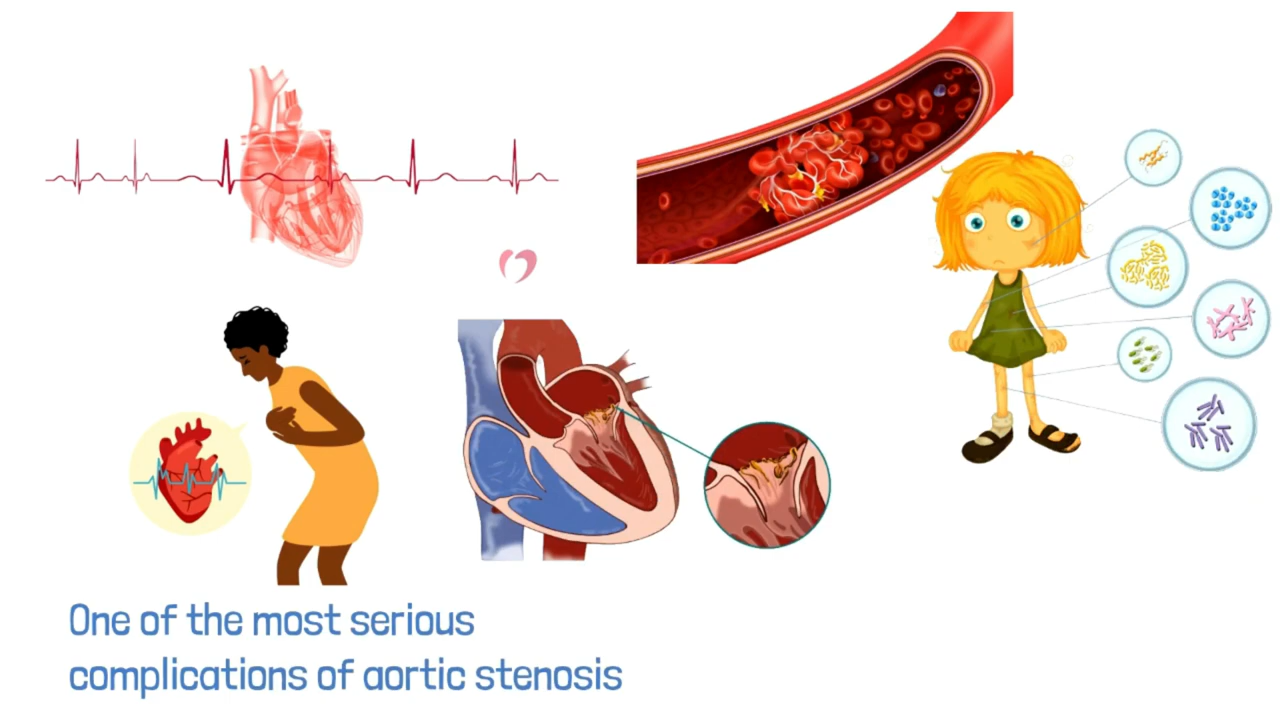 One of the most serious
complications of aortic stenosis